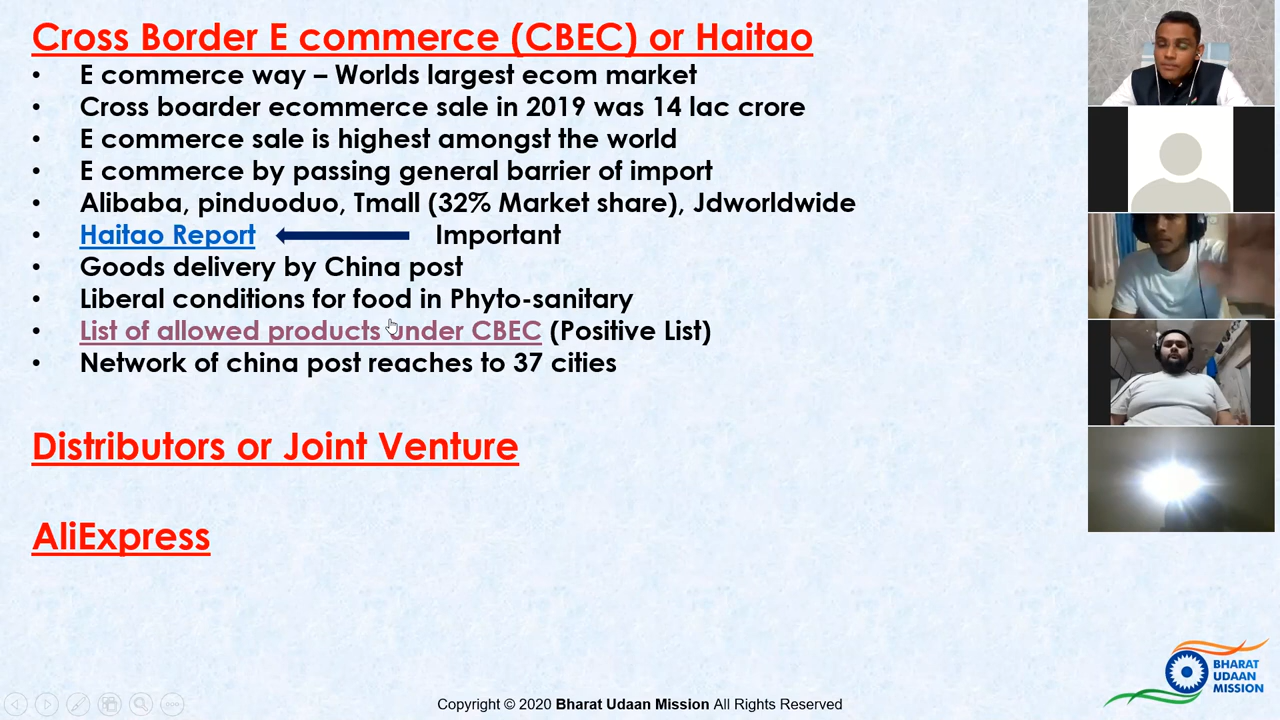 Cross Border E commerce (CBEC) or Haitao
• E commerce way – Worlds largest ecom market
• Cross boarder ecommerce sale in 2019 was 14 lac crore
• E commerce sale is highest amongst the world
• E commerce by passing general barrier of import
• Alibaba, pinduoduo, Tmall (32% Market share), Jdworldwide
• Haitao Report Important
• Goods delivery by China post
• Liberal conditions for food in Phyto-sanitary
• List of allowed products under CBEC (Positive List)
• Network of china post reaches to 37 cities
Distributors or Joint Venture
AliExpress
BHARAT
UDAAN
MISSION
Copyright © 2020 Bharat Udaan Mission All Rights Reserved